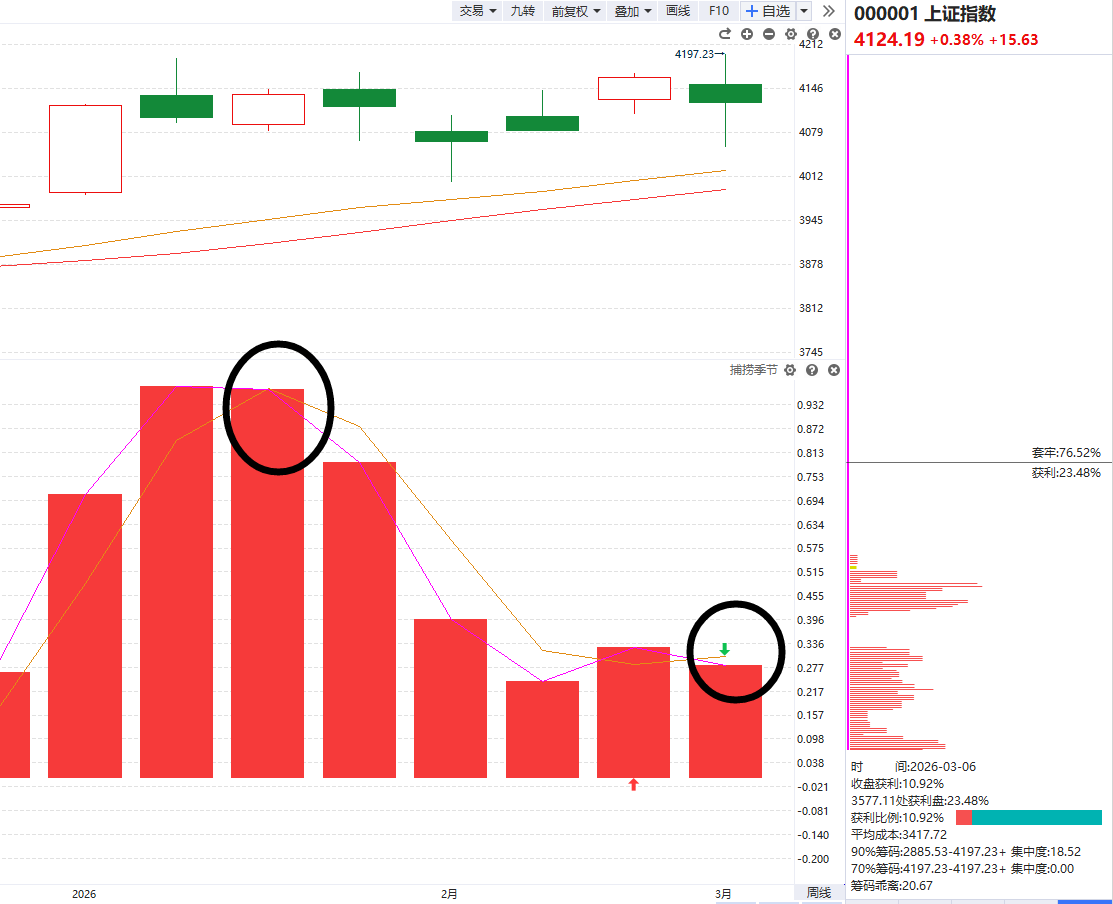 交易 九转 前复权 叠加 画线 F10 +自选
000001 上证指数
4124.19 +0.38% +15.63
4197.23
4212
4146
4079
4012
3945
3878
3812
3745
捕捞季节
0.932
0.872
0.813
0.753
0.694
0.634
0.575
0.515
0.455
0.396
0.336
0.277
0.217
0.157
0.098
0.038
-0.021
-0.081
-0.140
-0.200
2026 2月 3月 周线
套牢:76.52%
获利:23.48%
时 间:2026-03-06
收盘获利:10.92%
3577.11处获利盘:23.48%
获利比例:10.92%
平均成本:3417.72
90%筹码:2885.53-4197.23+ 集中度:18.52
70%筹码:4197.23-4197.23+ 集中度:0.00
筹码乖离:20.67